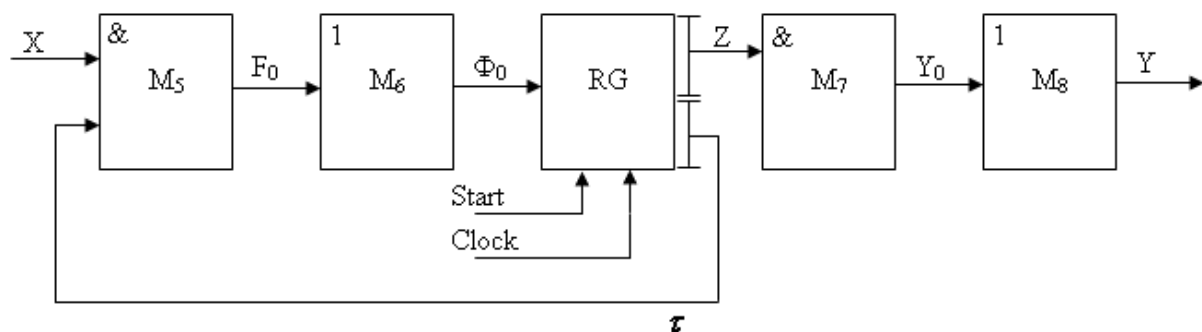 X
&
M₅
F₀
1
M₆
Φ₀
RG
Z
&
M₇
Y₀
1
M₈
Y
Start
Clock
τ